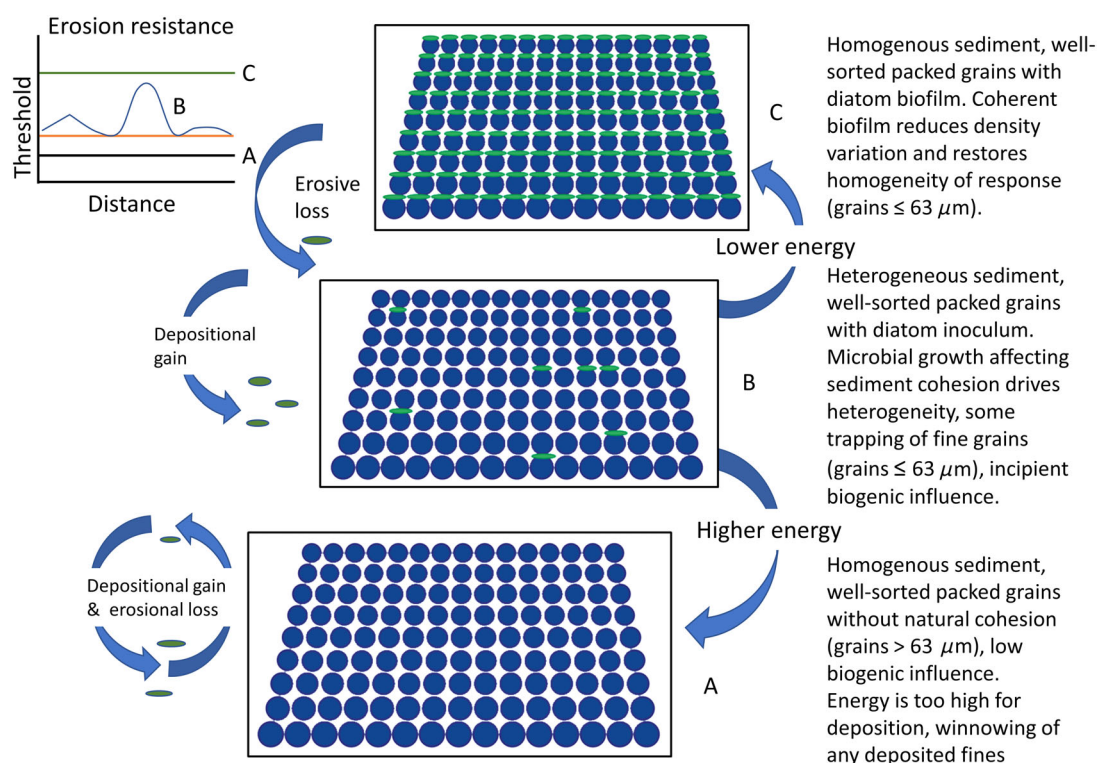 Erosion resistance
Threshold
C
B
A
Distance
Erosive
loss
C
Homogenous sediment, well-
sorted packed grains with
diatom biofilm. Coherent
biofilm reduces density
variation and restores
homogeneity of response
(grains ≤ 63 μm).
Lower energy
Depositional
gain
B
Heterogeneous sediment,
well-sorted packed grains
with diatom inoculum.
Microbial growth affecting
sediment cohesion drives
heterogeneity, some
trapping of fine grains
(grains ≤ 63 μm), incipient
biogenic influence.
Higher energy
Depositional gain
& erosional loss
A
Homogenous sediment,
well-sorted packed grains
without natural cohesion
(grains > 63 μm), low
biogenic influence.
Energy is too high for
deposition, winnowing of
any deposited fines